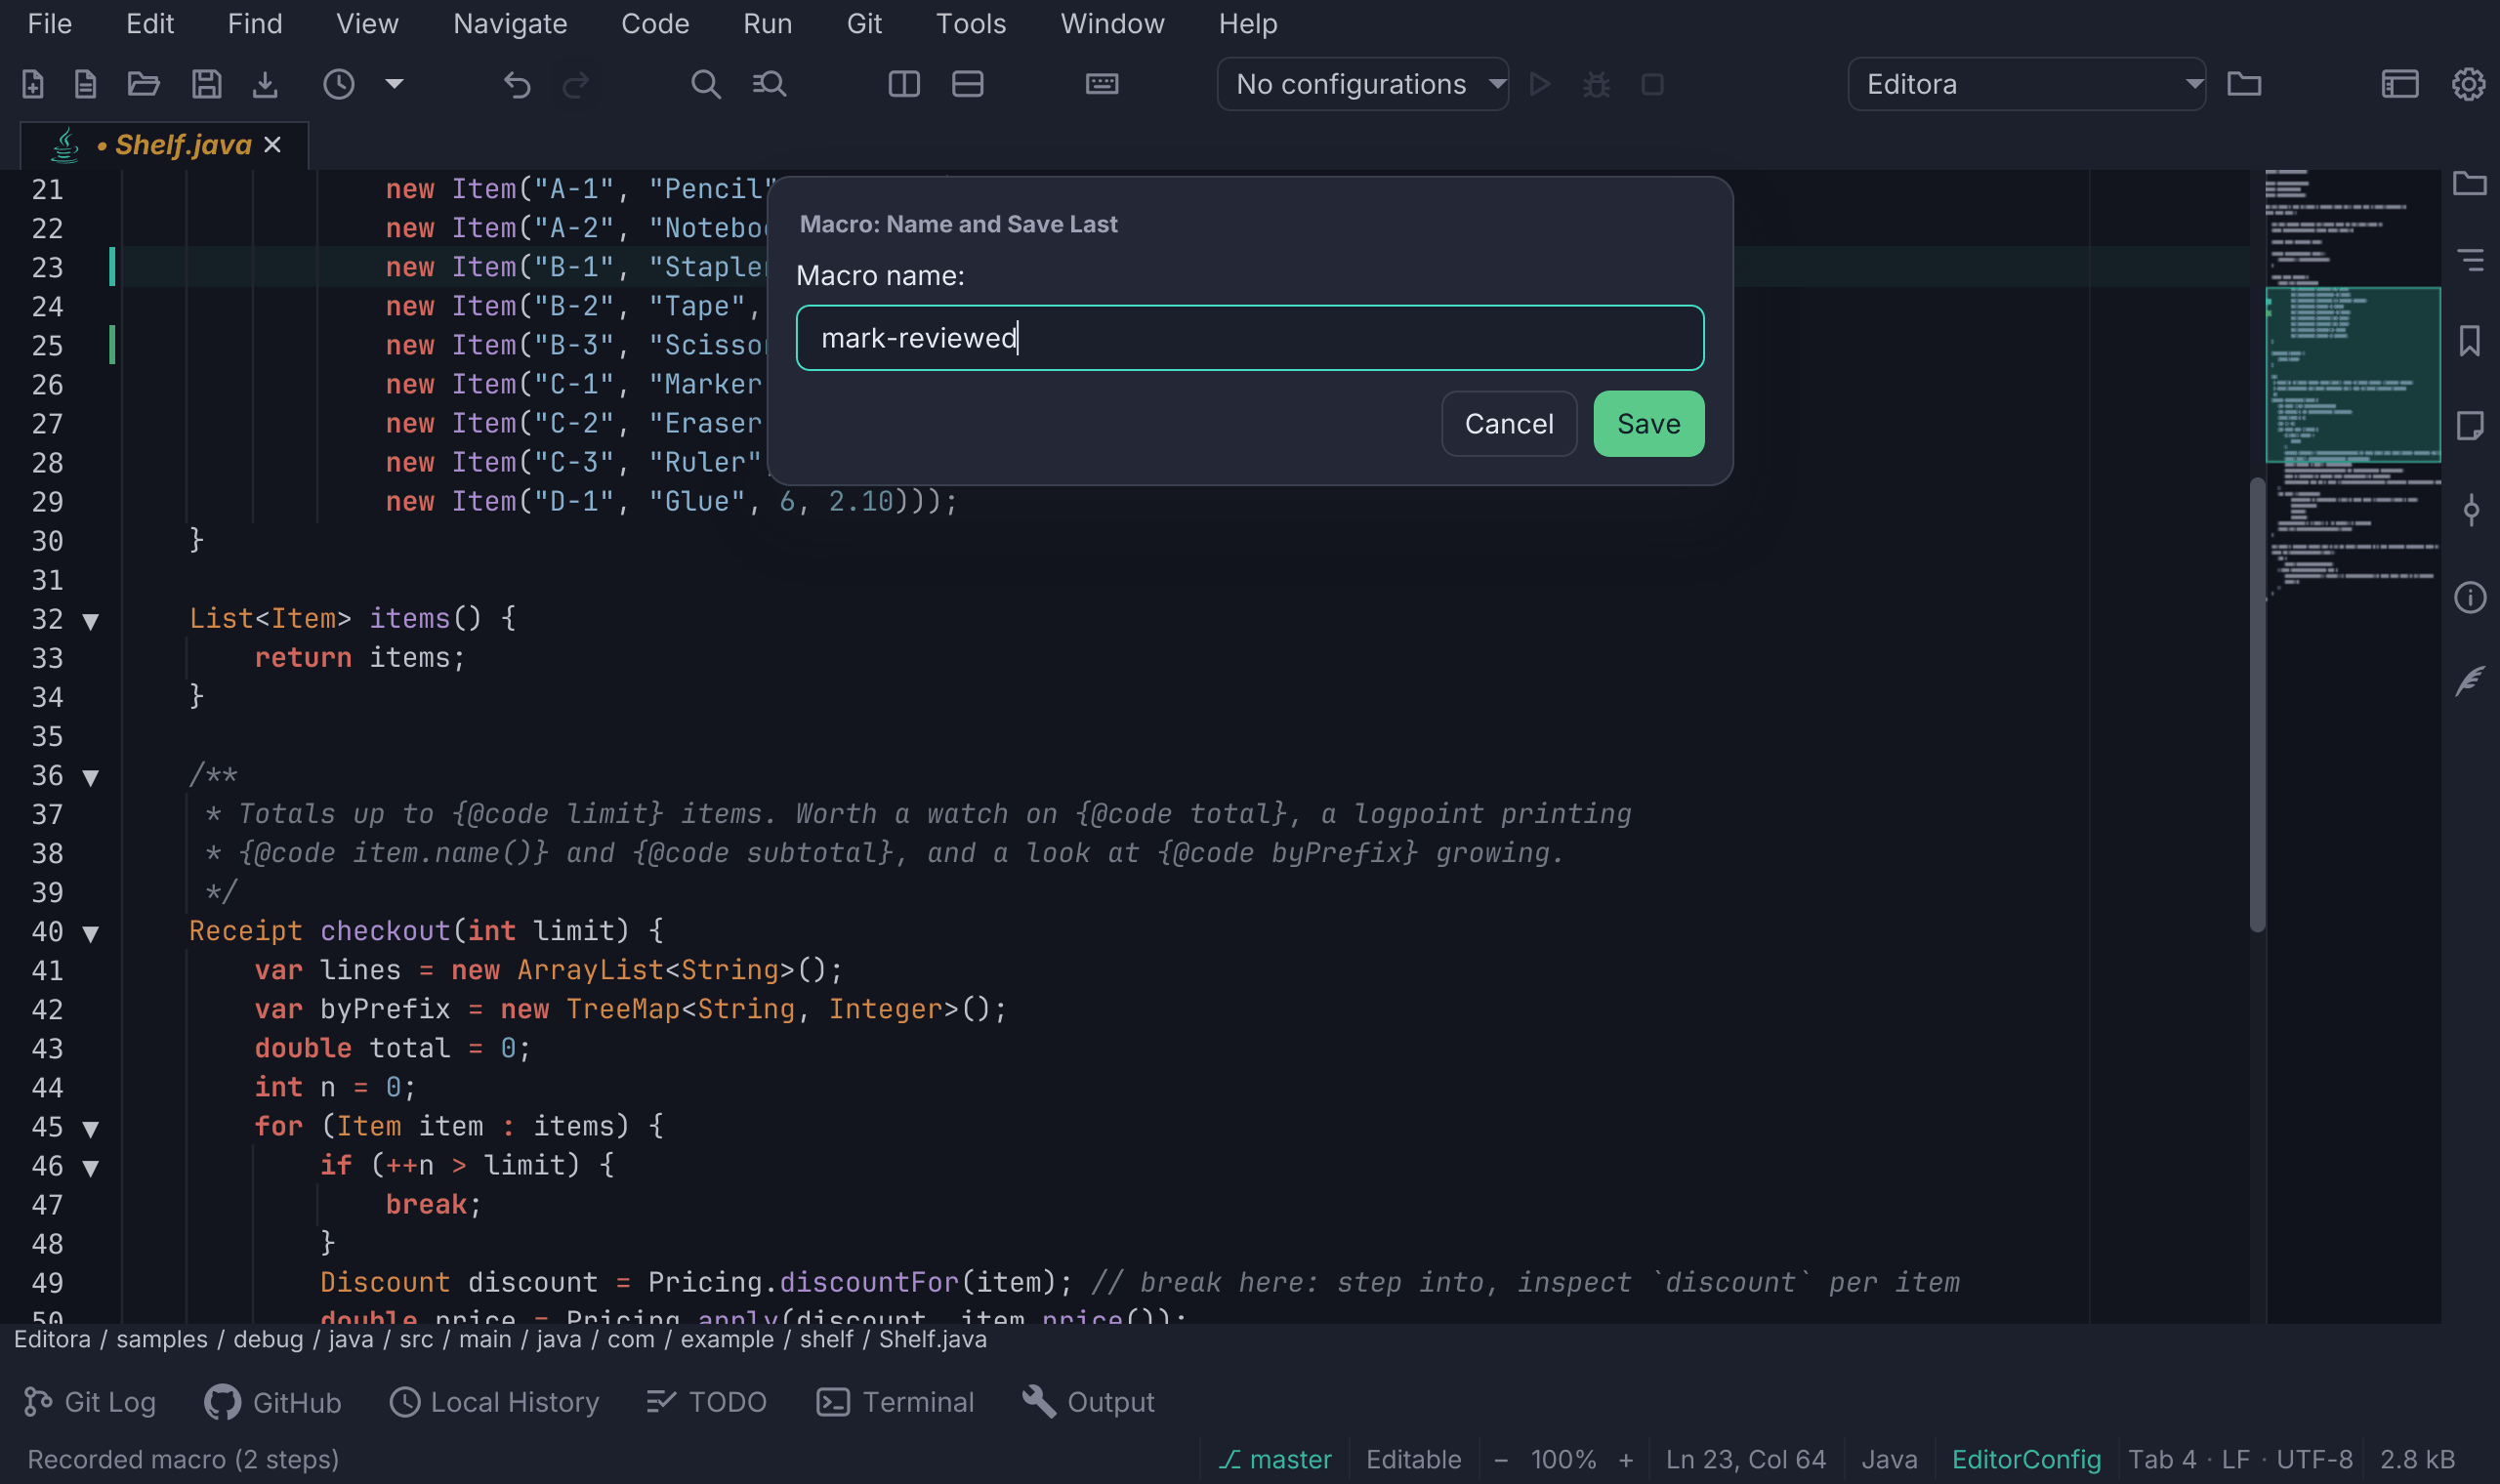 File Edit Find View Navigate Code Run Git Tools Window Help
No configurations Editora
• Shelf.java
21 new Item("A-1", "Pencil"
22 new Item("A-2", "Notebo
23 new Item("B-1", "Stapler
24 new Item("B-2", "Tape",
25 new Item("B-3", "Scisso
26 new Item("C-1", "Marker
27 new Item("C-2", "Eraser
28 new Item("C-3", "Ruler",
29 new Item("D-1", "Glue", 6, 2.10)));
Macro: Name and Save Last
Macro name:
mark-reviewed
Cancel Save
30 }
31
32 List<Item> items() {
33 return items;
34 }
35
36 /**
37 * Totals up to {@code limit} items. Worth a watch on {@code total}, a logpoint printing
38 * {@code item.name()} and {@code subtotal}, and a look at {@code byPrefix} growing.
39 */
40 Receipt checkout(int limit) {
41 var lines = new ArrayList<String>();
42 var byPrefix = new TreeMap<String, Integer>();
43 double total = 0;
44 int n = 0;
45 for (Item item : items) {
46 if (++n > limit) {
47 break;
48 }
49 Discount discount = Pricing.discountFor(item); // break here: step into, inspect `discount` per item
50 double price = Pricing.apply(discount, item.price());
Editora / samples / debug / java / src / main / java / com / example / shelf / Shelf.java
Git Log GitHub Local History TODO Terminal Output
Recorded macro (2 steps) master Editable − 100% + Ln 23, Col 64 Java EditorConfig Tab 4 · LF · UTF-8 2.8 kB